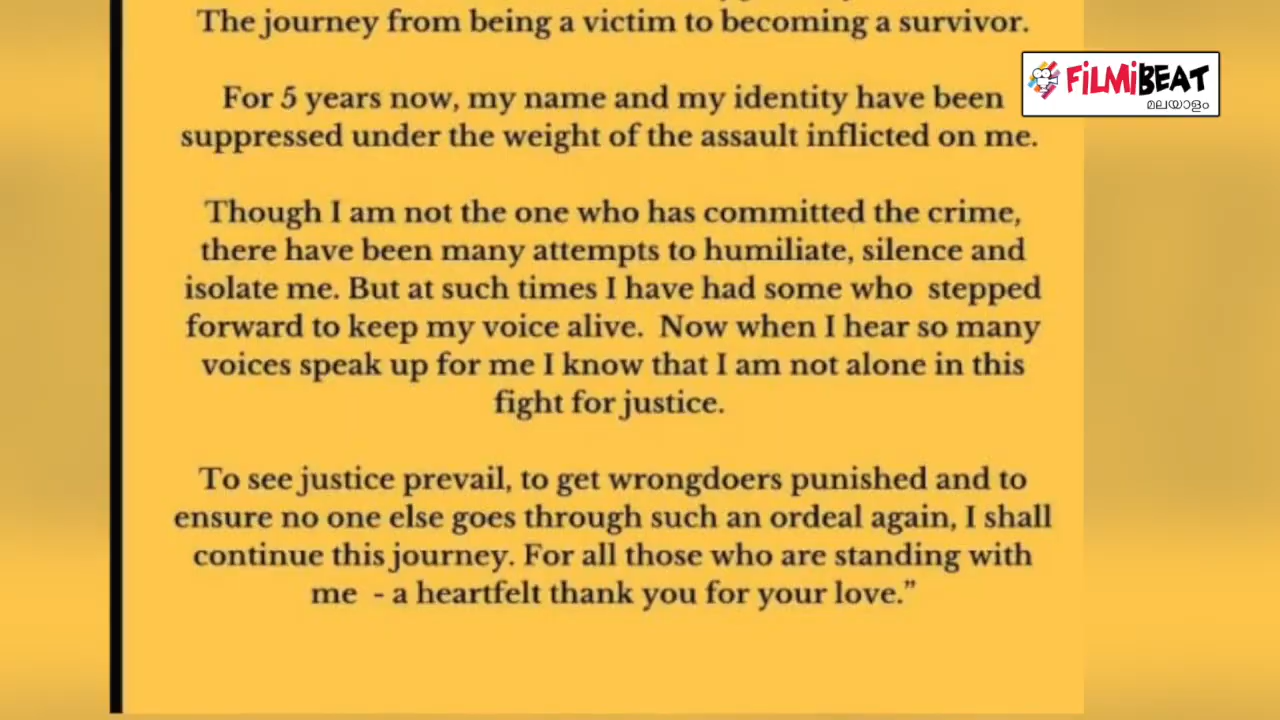 The journey from being a victim to becoming a survivor.
FiLMiBEAT
മലയാളം
For 5 years now, my name and my identity have been
suppressed under the weight of the assault inflicted on me.
Though I am not the one who has committed the crime,
there have been many attempts to humiliate, silence and
isolate me. But at such times I have had some who stepped
forward to keep my voice alive. Now when I hear so many
voices speak up for me I know that I am not alone in this
fight for justice.
To see justice prevail, to get wrongdoers punished and to
ensure no one else goes through such an ordeal again, I shall
continue this journey. For all those who are standing with
me - a heartfelt thank you for your love.”